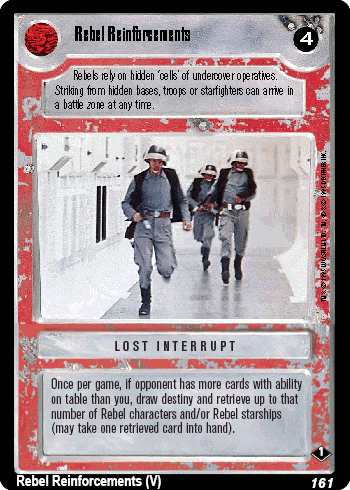 Rebel Reinforcements
4
Rebels rely on hidden 'cells' of undercover operatives.
Striking from hidden bases, troops or starfighters can arrive in
a battle zone at any time.
LOST INTERRUPT
Once per game, if opponent has more cards with ability
on table than you, draw destiny and retrieve up to that
number of Rebel characters and/or Rebel starships
(may take one retrieved card into hand).
1
Rebel Reinforcements (V)
161